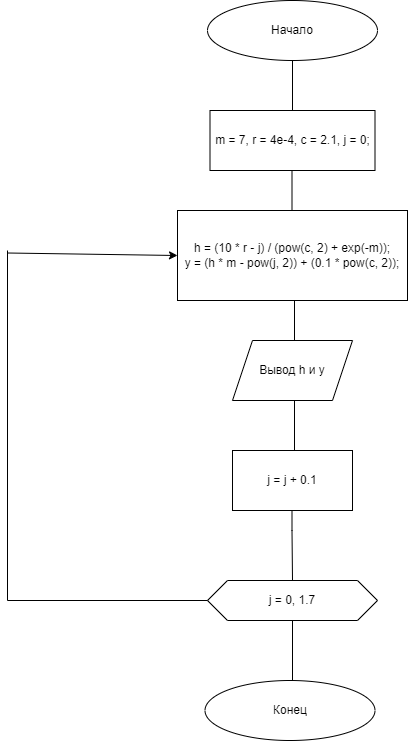 Начало
m = 7, r = 4e-4, c = 2.1, j = 0;
h = (10 * r - j) / (pow(c, 2) + exp(-m));
y = (h * m - pow(j, 2)) + (0.1 * pow(c, 2));
Вывод h и y
j = j + 0.1
j = 0, 1.7
Конец